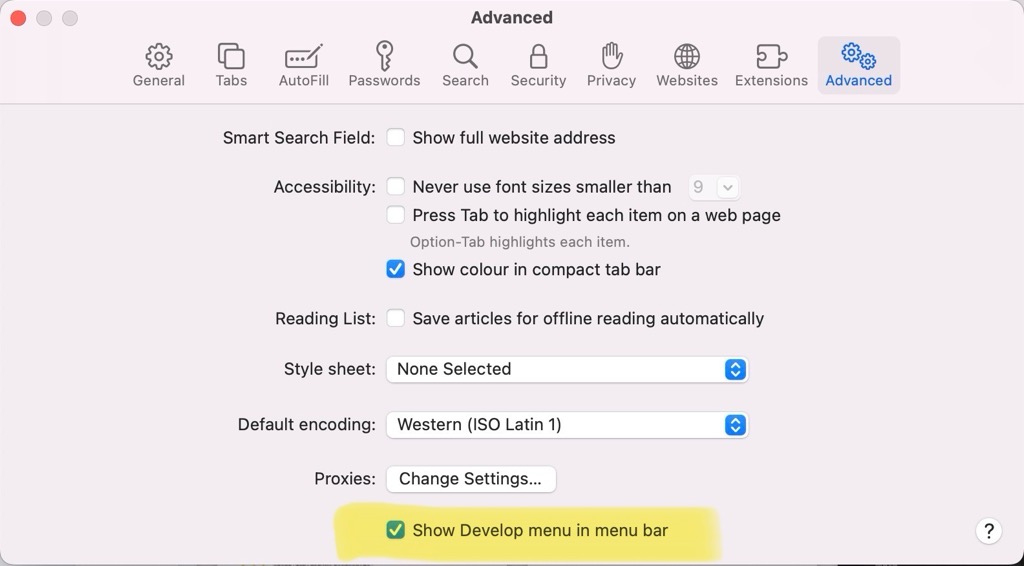 Advanced
General Tabs AutoFill Passwords Search Security Privacy Websites Extensions Advanced
Smart Search Field: Show full website address
Accessibility: Never use font sizes smaller than 9
Press Tab to highlight each item on a web page
Option-Tab highlights each item.
Show colour in compact tab bar
Reading List: Save articles for offline reading automatically
Style sheet: None Selected
Default encoding: Western (ISO Latin 1)
Proxies: Change Settings...
Show Develop menu in menu bar
?